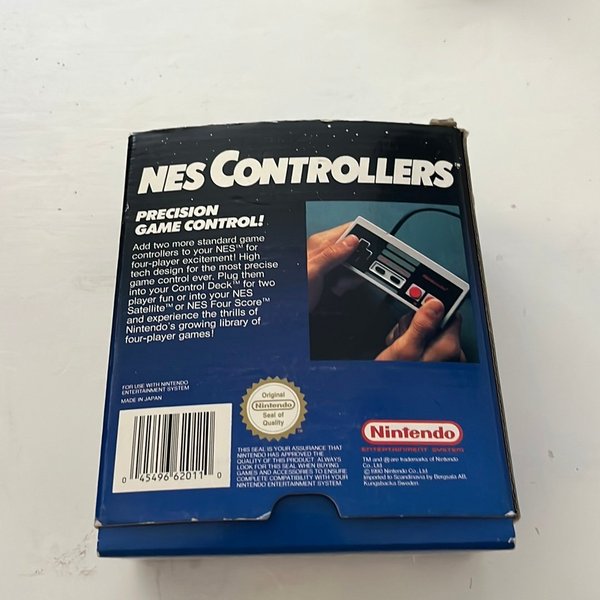 NES CONTROLLERS
PRECISION
GAME CONTROL!
Add two more standard game
controllers to your NES™ for
four-player excitement! High
tech design for the most precise
game control ever. Plug them
into your Control Deck™ for two
player fun or into your NES
Satellite™ or NES Four Score™
and experience the thrills of
Nintendo's growing library of
four-player games!
Nintendo
FOR USE WITH NINTENDO
ENTERTAINMENT SYSTEM
MADE IN JAPAN
0 45496 62011 0
Original
Nintendo
Seal of
Quality
TM
THIS SEAL IS YOUR ASSURANCE THAT
NINTENDO HAS APPROVED THE
QUALITY OF THIS PRODUCT. ALWAYS
LOOK FOR THIS SEAL WHEN BUYING
GAMES AND ACCESSORIES TO ENSURE
COMPLETE COMPATIBILITY WITH YOUR
NINTENDO ENTERTAINMENT SYSTEM
Nintendo
ENTERTAINMENT SYSTEM
TM and ® are trademarks of Nintendo
Co., Ltd
© 1990 Nintendo Co., Ltd
Imported to Scandinavia by Bergsala AB,
Kungsbacka Sweden.